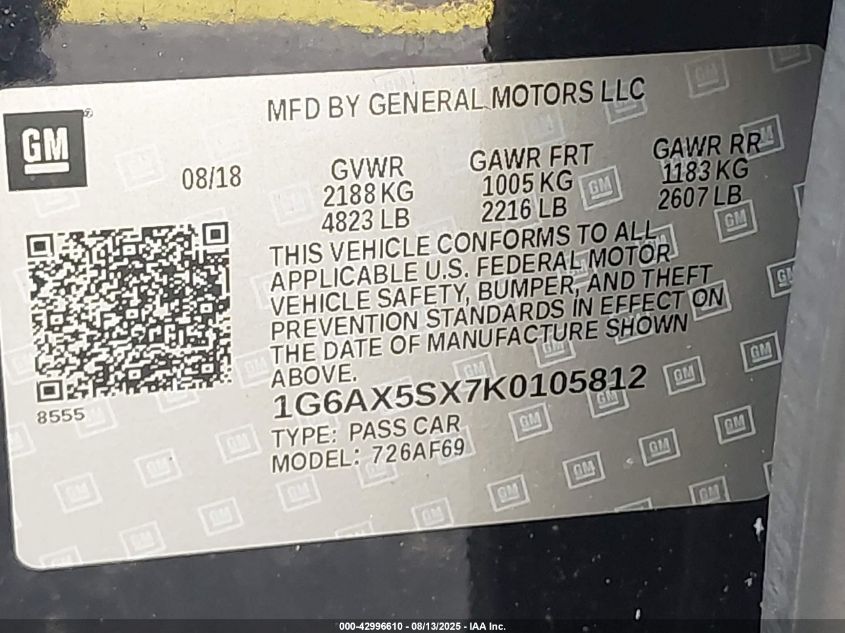 MFD BY GENERAL MOTORS LLC
GM
08/18
GVWR
2188 KG
4823 LB
GAWR FRT
1005 KG
2216 LB
GAWR RR
1183 KG
2607 LB
THIS VEHICLE CONFORMS TO ALL
APPLICABLE U.S. FEDERAL MOTOR
VEHICLE SAFETY, BUMPER, AND THEFT
PREVENTION STANDARDS IN EFFECT ON
THE DATE OF MANUFACTURE SHOWN
ABOVE.
8555
1G6AX5SX7K0105812
TYPE: PASS CAR
MODEL: 726AF69
000-42996610 - 08/13/2025 - IAA Inc.